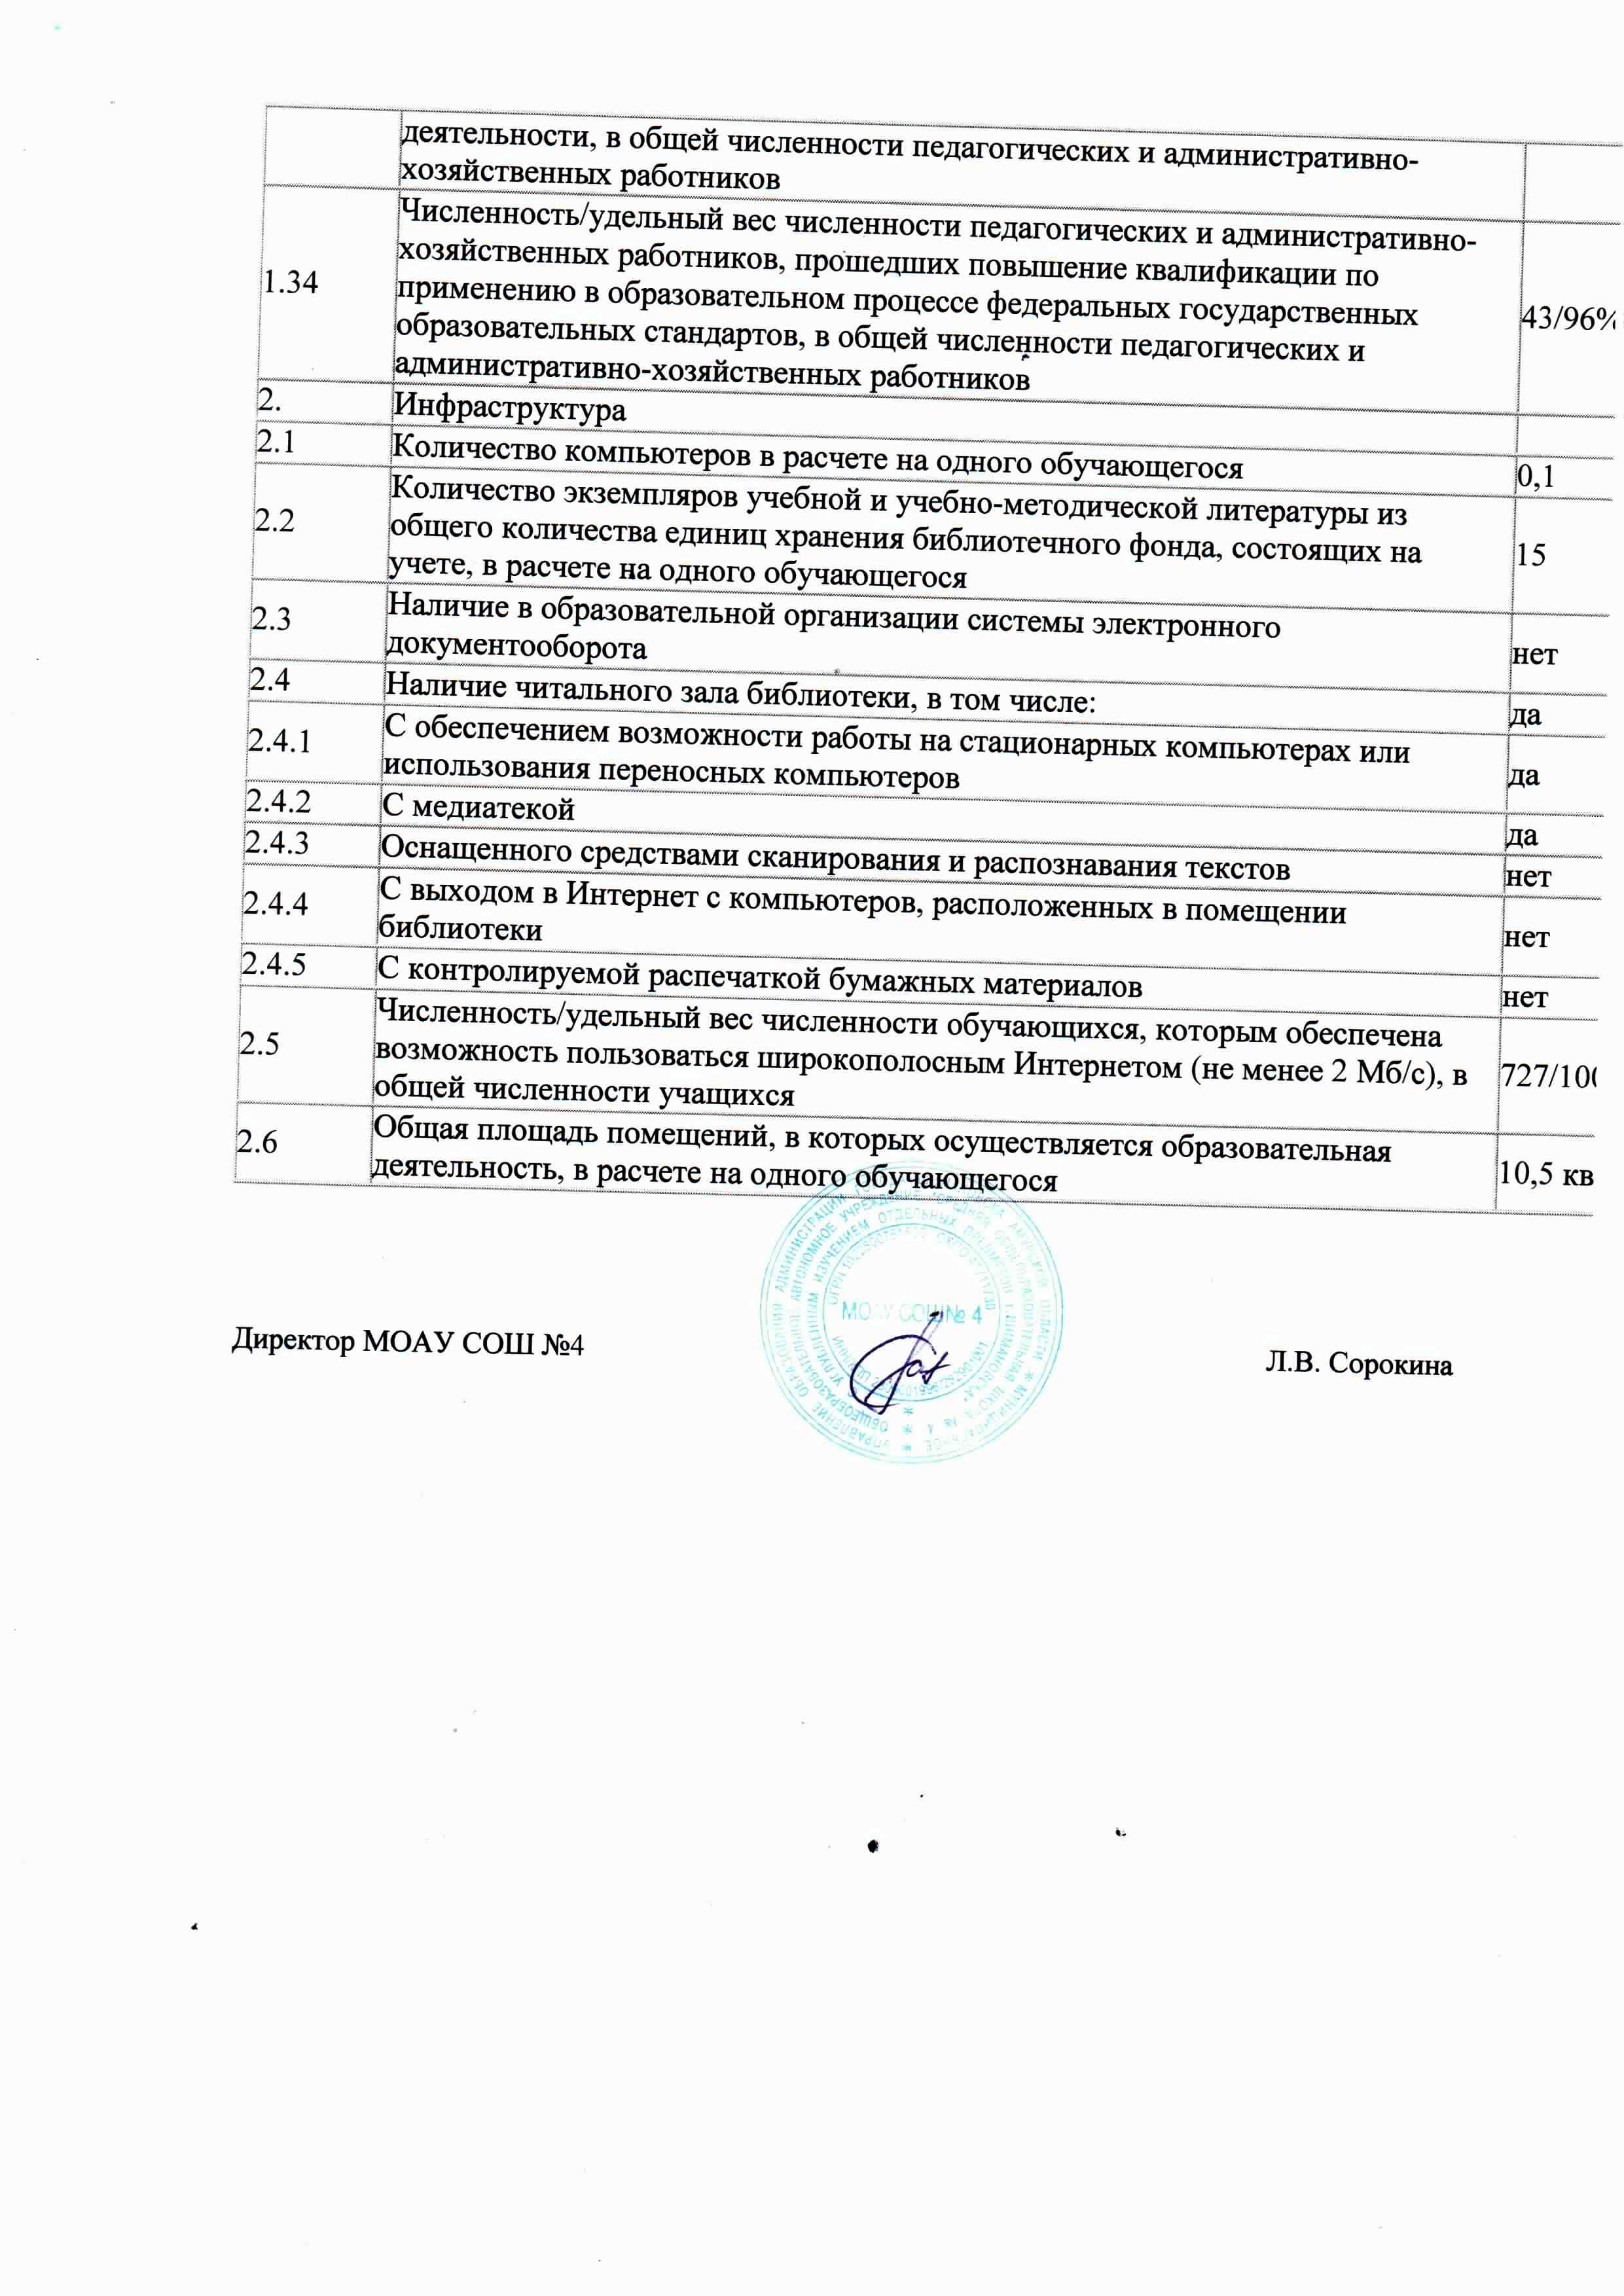 деятельности, в общей численности педагогических и административно-
хозяйственных работников
1.34
Численность/удельный вес численности педагогических и административно-
хозяйственных работников, прошедших повышение квалификации по
применению в образовательном процессе федеральных государственных
образовательных стандартов, в общей численности педагогических и
административно-хозяйственных работников
43/96%
2.
Инфраструктура
2.1
Количество компьютеров в расчете на одного обучающегося
0,1
2.2
Количество экземпляров учебной и учебно-методической литературы из
общего количества единиц хранения библиотечного фонда, состоящих на
учете, в расчете на одного обучающегося
15
2.3
Наличие в образовательной организации системы электронного
документооборота
нет
2.4
Наличие читального зала библиотеки, в том числе:
да
2.4.1
С обеспечением возможности работы на стационарных компьютерах или
использования переносных компьютеров
да
2.4.2
С медиатекой
да
2.4.3
Оснащенного средствами сканирования и распознавания текстов
нет
2.4.4
С выходом в Интернет с компьютеров, расположенных в помещении
библиотеки
нет
2.4.5
С контролируемой распечаткой бумажных материалов
нет
2.5
Численность/удельный вес численности обучающихся, которым обеспечена
возможность пользоваться широкополосным Интернетом (не менее 2 Мб/с), в
общей численности учащихся
727/100
2.6
Общая площадь помещений, в которых осуществляется образовательная
деятельность, в расчете на одного обучающегося
10,5 кв
МОАУ СОШ № 4
Директор МОАУ СОШ №4
Л.В. Сорокина